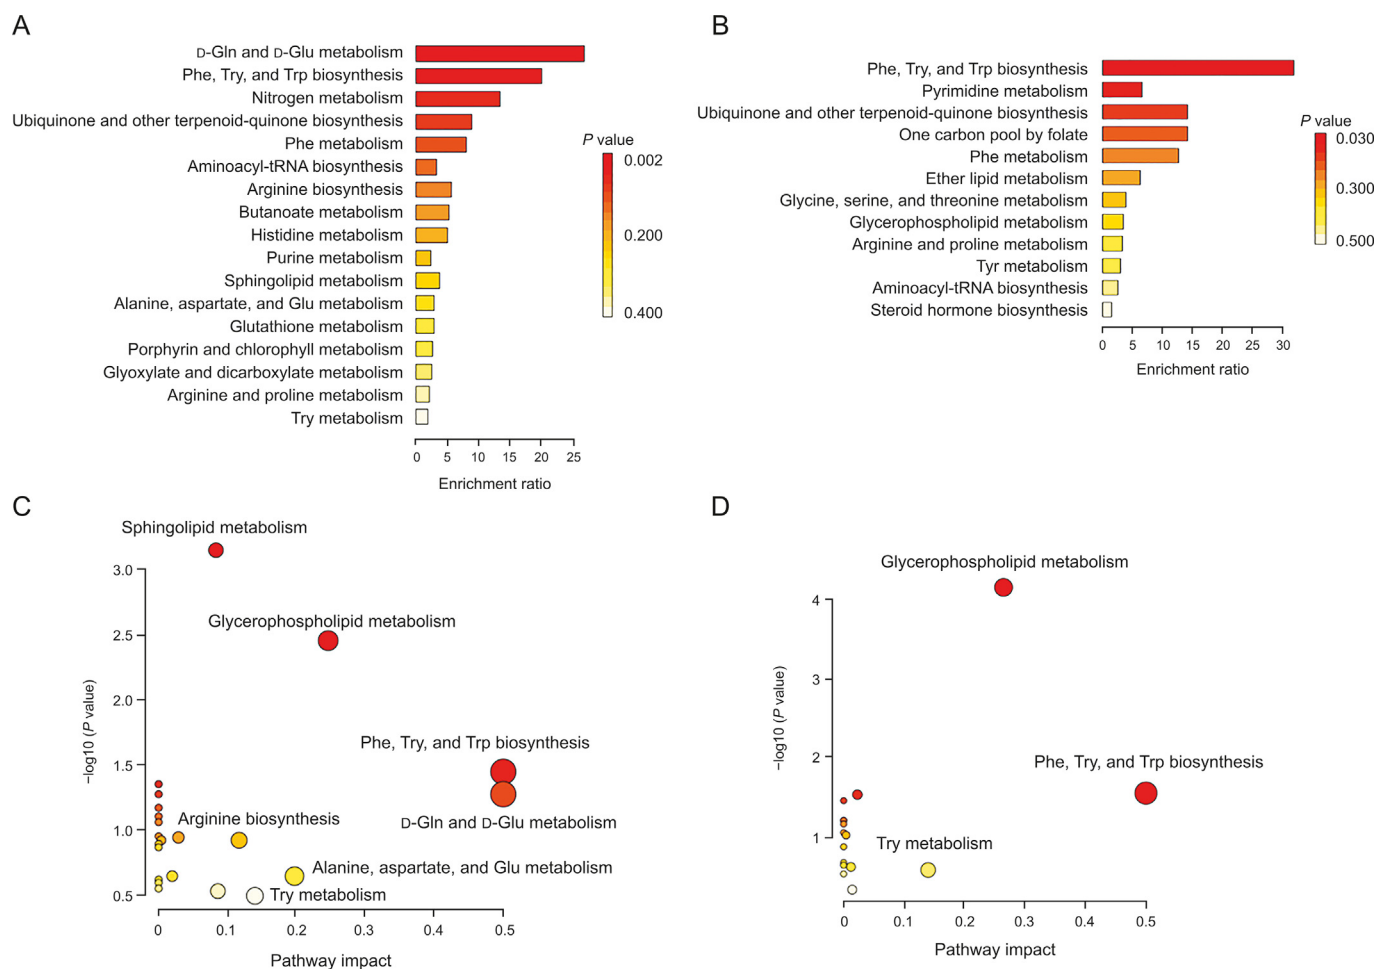 A
D-Gln and D-Glu metabolism
Phe, Try, and Trp biosynthesis
Nitrogen metabolism
Ubiquinone and other terpenoid-quinone biosynthesis
Phe metabolism
Aminoacyl-tRNA biosynthesis
Arginine biosynthesis
Butanoate metabolism
Histidine metabolism
Purine metabolism
Sphingolipid metabolism
Alanine, aspartate, and Glu metabolism
Glutathione metabolism
Porphyrin and chlorophyll metabolism
Glyoxylate and dicarboxylate metabolism
Arginine and proline metabolism
Try metabolism
0 5 10 15 20 25
Enrichment ratio
P value
0.002
0.200
0.400
B
Phe, Try, and Trp biosynthesis
Pyrimidine metabolism
Ubiquinone and other terpenoid-quinone biosynthesis
One carbon pool by folate
Phe metabolism
Ether lipid metabolism
Glycine, serine, and threonine metabolism
Glycerophospholipid metabolism
Arginine and proline metabolism
Tyr metabolism
Aminoacyl-tRNA biosynthesis
Steroid hormone biosynthesis
0 5 10 15 20 25 30
Enrichment ratio
P value
0.030
0.300
0.500
C
Sphingolipid metabolism
3.0
Glycerophospholipid metabolism
2.5
2.0
−log10 (P value)
Phe, Try, and Trp biosynthesis
1.5
Arginine biosynthesis
D-Gln and D-Glu metabolism
1.0
Alanine, aspartate, and Glu metabolism
Try metabolism
0.5
0 0.1 0.2 0.3 0.4 0.5
Pathway impact
D
Glycerophospholipid metabolism
4
3
−log10 (P value)
2
Phe, Try, and Trp biosynthesis
1
Try metabolism
0 0.1 0.2 0.3 0.4 0.5
Pathway impact